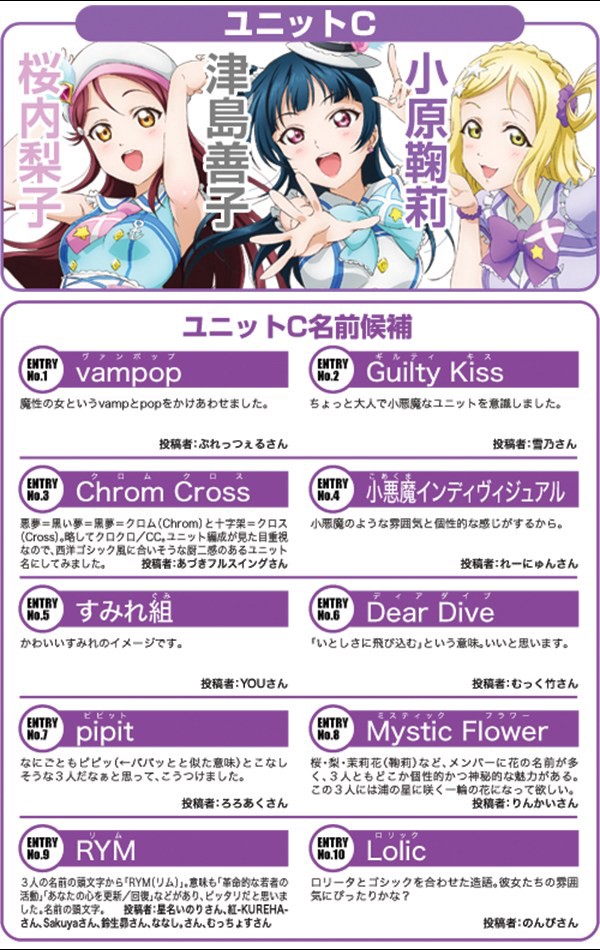 ユニットC
桜内梨子
津島善子
小原鞠莉
ユニットC名前候補
ENTRY No.1
ヴァンポップ
vampop
魔性の女というvampとpopをかけあわせました。
投稿者：ぷれっつぇるさん
ENTRY No.2
ギルティ キス
Guilty Kiss
ちょっと大人で小悪魔なユニットを意識しました。
投稿者：雪乃さん
ENTRY No.3
クロム クロス
Chrom Cross
悪夢＝黒い夢＝黒夢＝クロム（Chrom）と十字架＝クロス
（Cross）。略してクロクロ／CC。ユニット編成が見た目重視
なので、西洋ゴシック風に合いそうな厨二感のあるユニット
名にしてみました。 投稿者：あづきフルスイングさん
ENTRY No.4
こあくま
小悪魔インディヴィジュアル
小悪魔のような雰囲気と個性的な感じがするから。
投稿者：れーにゅんさん
ENTRY No.5
ぐみ
すみれ組
かわいいすみれのイメージです。
投稿者：YOUさん
ENTRY No.6
ディア ダイブ
Dear Dive
「いとしさに飛び込む」という意味。いいと思います。
投稿者：むっく竹さん
ENTRY No.7
ピピット
pipit
なにごともピピッ（←パパッとと似た意味）とこなし
そうな３人だなぁと思って、こうつけました。
投稿者：ろろあくさん
ENTRY No.8
ミスティック フラワー
Mystic Flower
桜・梨・茉莉花（鞠莉）など、メンバーに花の名前が多
く、３人ともどこか個性的かつ神秘的な魅力がある。
この３人には浦の星に咲く一輪の花になって欲しい。
投稿者：りんかいさん
ENTRY No.9
リム
RYM
３人の名前の頭文字から「RYM（リム）」。意味も「革命的な若者の
活動」「あなたの心を更新／回復」などがあり、ピッタリだと思いま
した。名前の頭文字。 投稿者：星名いのりさん、紅-KUREHA-
さん、Sakuyaさん、鈴生昴さん、ななし。さん、むっちょすさん
ENTRY No.10
ロリック
Lolic
ロリータとゴシックを合わせた造語。彼女たちの雰囲
気にぴったりかな？
投稿者：のんびさん